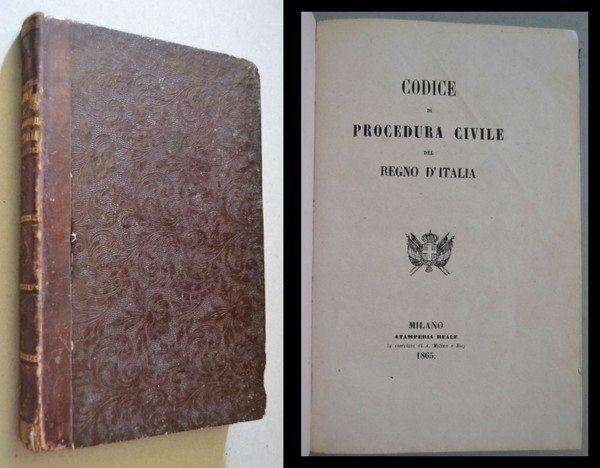 CODICE
DI
PROCEDURA CIVILE
DEL
REGNO D'ITALIA
MILANO
STAMPERIA REALE
1865.